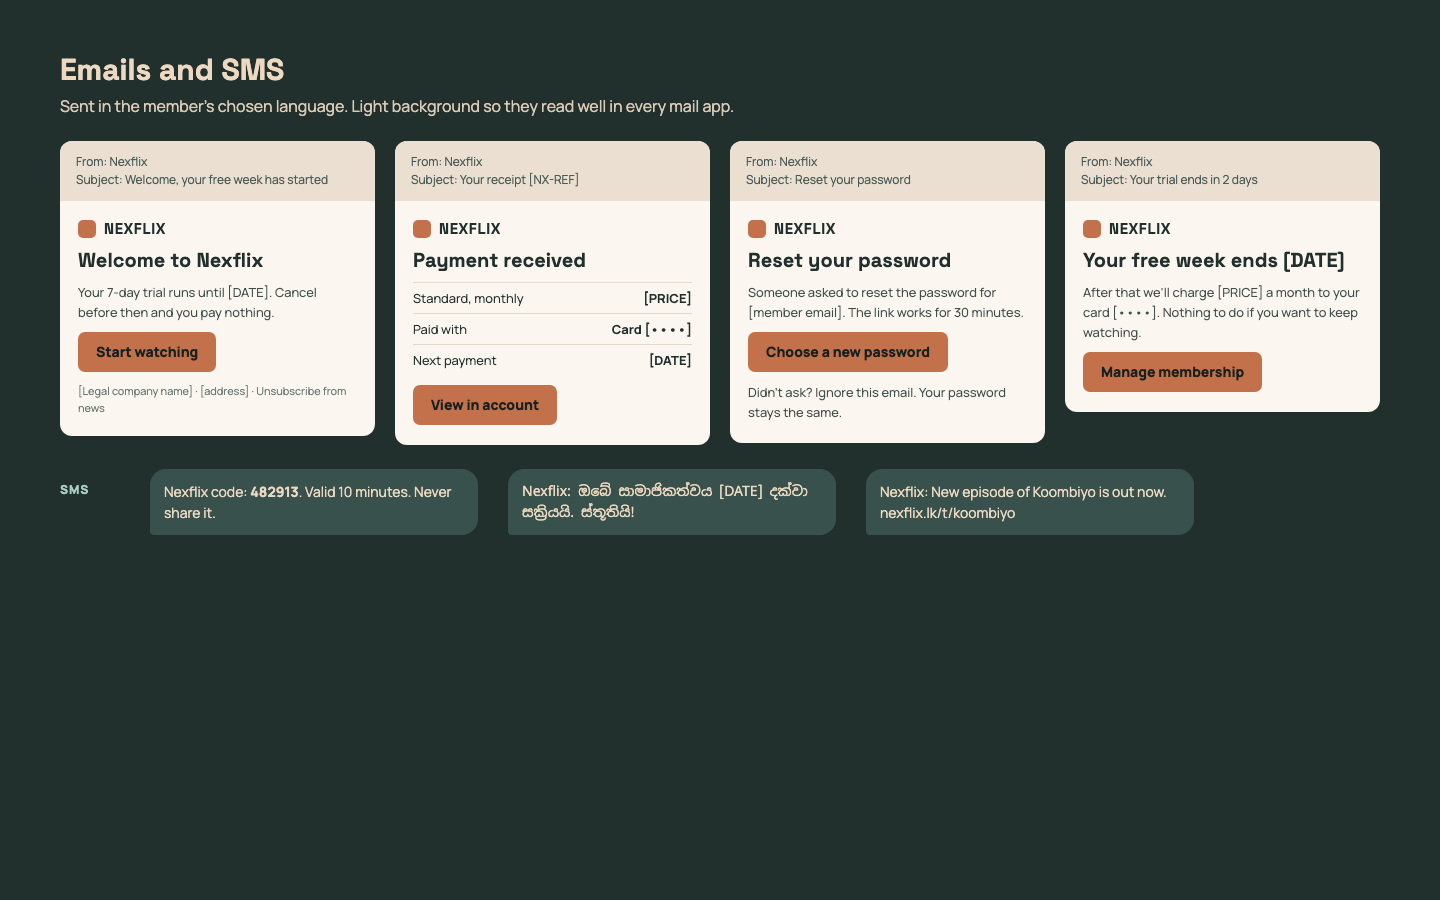 Emails and SMS
Sent in the member's chosen language. Light background so they read well in every mail app.
From: Nexflix
Subject: Welcome, your free week has started
NEXFLIX
Welcome to Nexflix
Your 7-day trial runs until [DATE]. Cancel
before then and you pay nothing.
Start watching
[Legal company name] · [address] · Unsubscribe from
news
From: Nexflix
Subject: Your receipt [NX-REF]
NEXFLIX
Payment received
Standard, monthly [PRICE]
Paid with Card [••••]
Next payment [DATE]
View in account
From: Nexflix
Subject: Reset your password
NEXFLIX
Reset your password
Someone asked to reset the password for
[member email]. The link works for 30 minutes.
Choose a new password
Didn't ask? Ignore this email. Your password
stays the same.
From: Nexflix
Subject: Your trial ends in 2 days
NEXFLIX
Your free week ends [DATE]
After that we'll charge [PRICE] a month to your
card [••••]. Nothing to do if you want to keep
watching.
Manage membership
SMS
Nexflix code: 482913. Valid 10 minutes. Never
share it.
Nexflix: ඔබේ සාමාජිකත්වය [DATE] දක්වා
සක්‍රියයි. ස්තූතියි!
Nexflix: New episode of Koombiyo is out now.
nexflix.lk/t/koombiyo